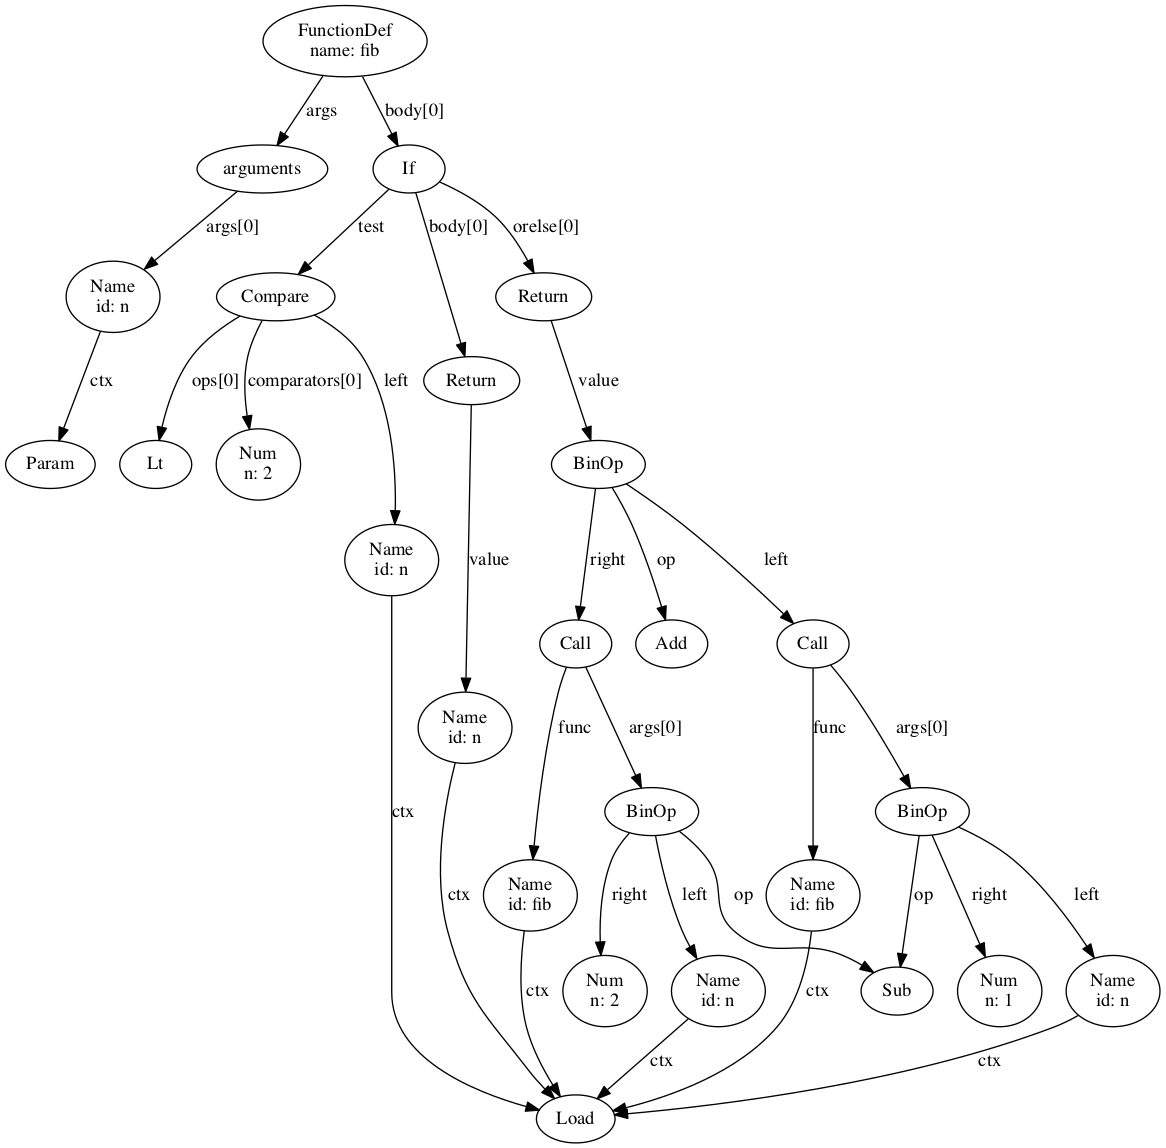 FunctionDef
name: fib
args
body[0]
arguments
If
args[0]
test
body[0]
orelse[0]
Name
id: n
Compare
Return
ctx
ops[0]
comparators[0]
left
Return
value
Param
Lt
Num
n: 2
BinOp
Name
id: n
value
right
op
left
Call
Add
Call
Name
id: n
func
args[0]
func
args[0]
ctx
BinOp
BinOp
ctx
Name
id: fib
right
left
op
Name
id: fib
op
right
left
ctx
Num
n: 2
Name
id: n
ctx
Sub
Num
n: 1
Name
id: n
ctx
ctx
Load